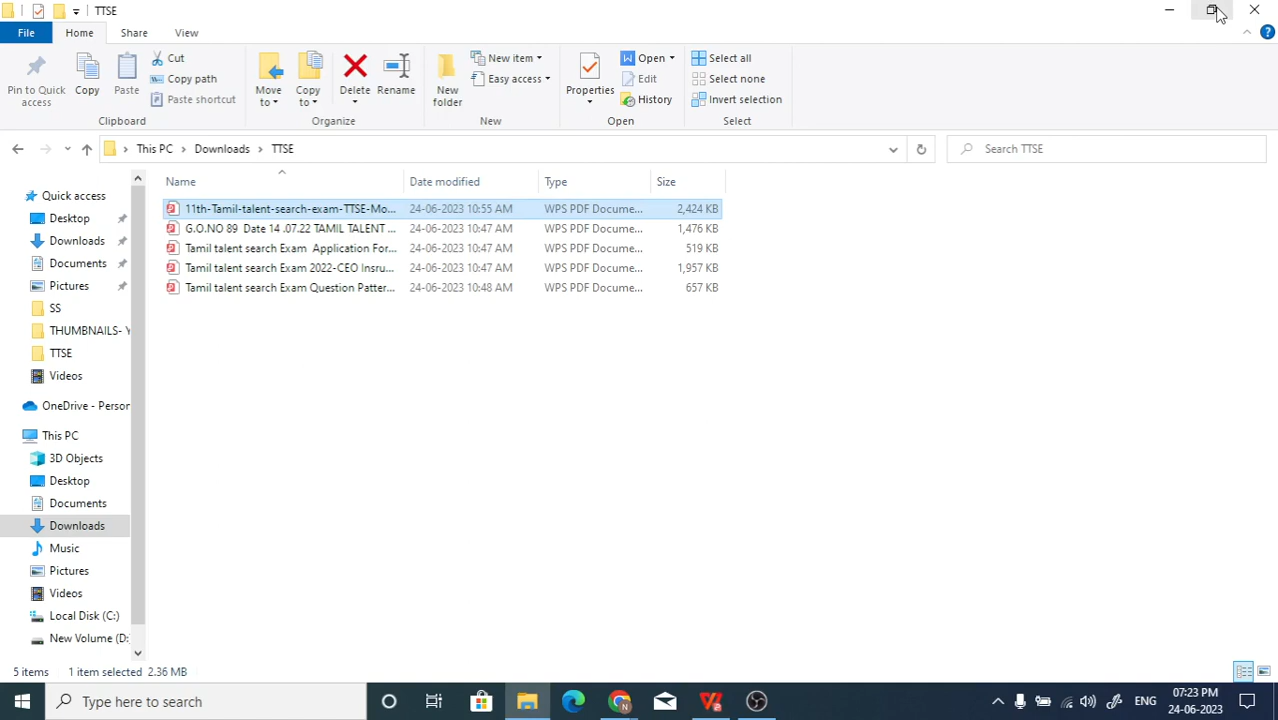 TTSE
File Home Share View
Pin to Quick access
Copy
Paste
Cut
Copy path
Paste shortcut
Clipboard
Move to
Copy to
Delete
Rename
Organize
New folder
New item
Easy access
New
Properties
Open
Edit
History
Open
Select all
Select none
Invert selection
Select
This PC > Downloads > TTSE
Search TTSE
Name Date modified Type Size
11th-Tamil-talent-search-exam-TTSE-Mo... 24-06-2023 10:55 AM WPS PDF Docume... 2,424 KB
G.O.NO 89 Date 14 .07.22 TAMIL TALENT ... 24-06-2023 10:47 AM WPS PDF Docume... 1,476 KB
Tamil talent search Exam Application For... 24-06-2023 10:47 AM WPS PDF Docume... 519 KB
Tamil talent search Exam 2022-CEO Insru... 24-06-2023 10:47 AM WPS PDF Docume... 1,957 KB
Tamil talent search Exam Question Patter... 24-06-2023 10:48 AM WPS PDF Docume... 657 KB
Quick access
Desktop
Downloads
Documents
Pictures
SS
THUMBNAILS- Y
TTSE
Videos
OneDrive - Person
This PC
3D Objects
Desktop
Documents
Downloads
Music
Pictures
Videos
Local Disk (C:)
New Volume (D:
5 items 1 item selected 2.36 MB
Type here to search
ENG
07:23 PM
24-06-2023